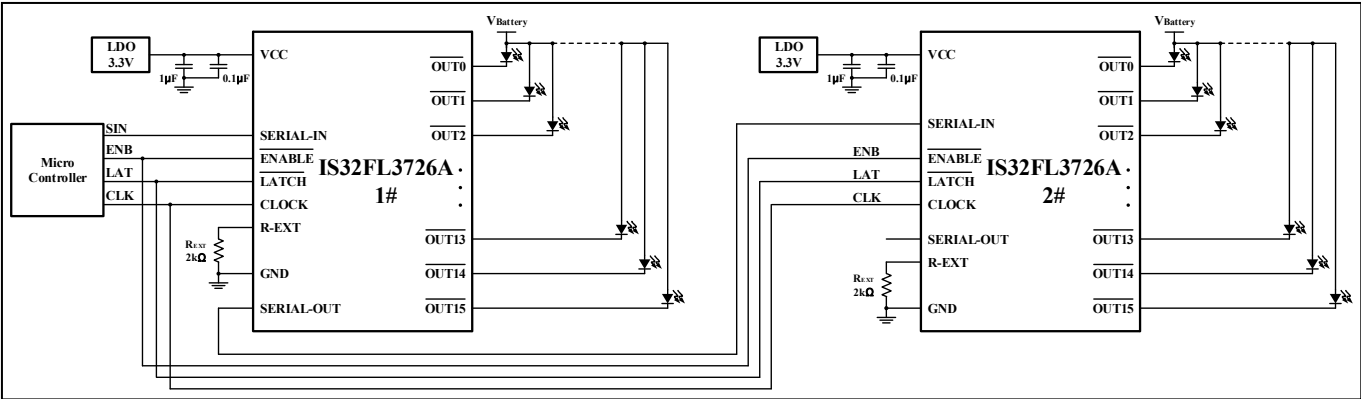 LDO
3.3V
1μF
0.1μF
VCC
VBattery
OUT0
OUT1
OUT2
Micro
Controller
SIN
ENB
LAT
CLK
SERIAL-IN
ENABLE
LATCH
CLOCK
R-EXT
GND
SERIAL-OUT
IS32FL3726A
1#
REXT
2kΩ
OUT13
OUT14
OUT15
LDO
3.3V
1μF
0.1μF
VCC
VBattery
OUT0
OUT1
OUT2
ENB
LAT
CLK
SERIAL-IN
ENABLE
LATCH
CLOCK
SERIAL-OUT
R-EXT
GND
IS32FL3726A
2#
REXT
2kΩ
OUT13
OUT14
OUT15